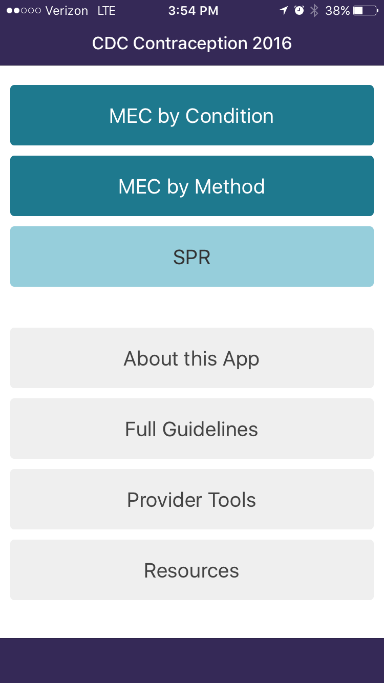 Verizon LTE 3:54 PM 38%
CDC Contraception 2016
MEC by Condition
MEC by Method
SPR
About this App
Full Guidelines
Provider Tools
Resources